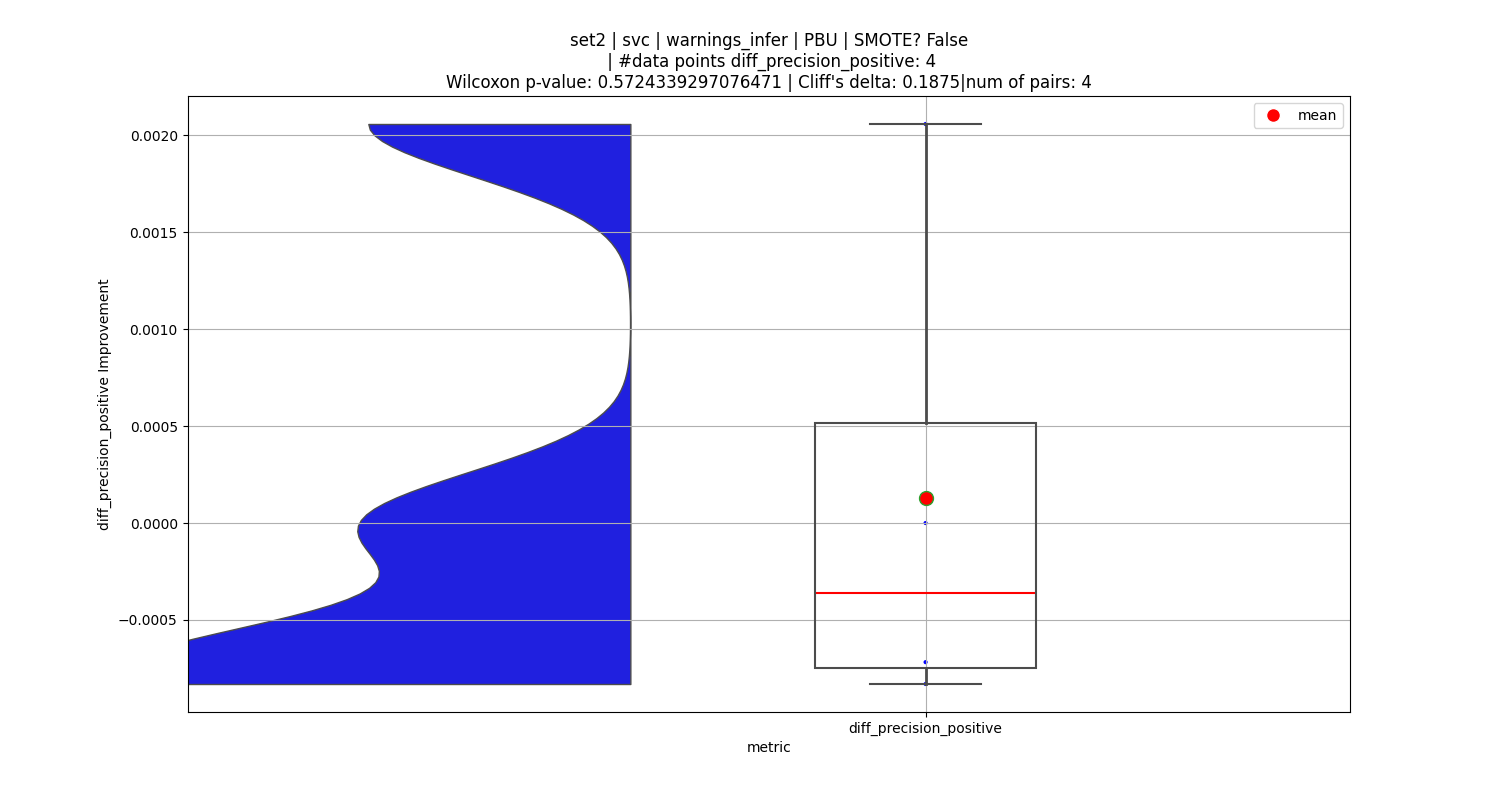 set2 | svc | warnings_infer | PBU | SMOTE? False
| #data points diff_precision_positive: 4
Wilcoxon p-value: 0.5724339297076471 | Cliff's delta: 0.1875|num of pairs: 4
mean
0.0020
0.0015
0.0010
0.0005
0.0000
−0.0005
diff_precision_positive Improvement
diff_precision_positive
metric